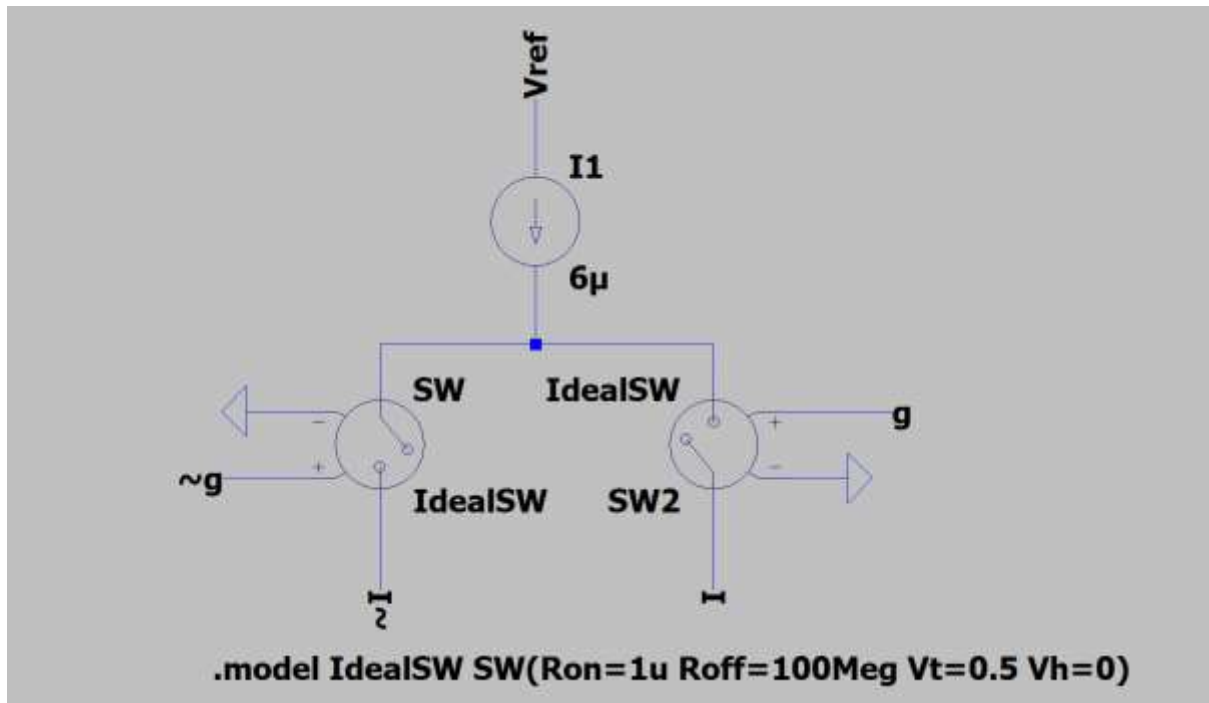 Vref
I1
6µ
SW
IdealSW
−
+
g
~g
+
−
IdealSW
SW2
~I
I
.model IdealSW SW(Ron=1u Roff=100Meg Vt=0.5 Vh=0)